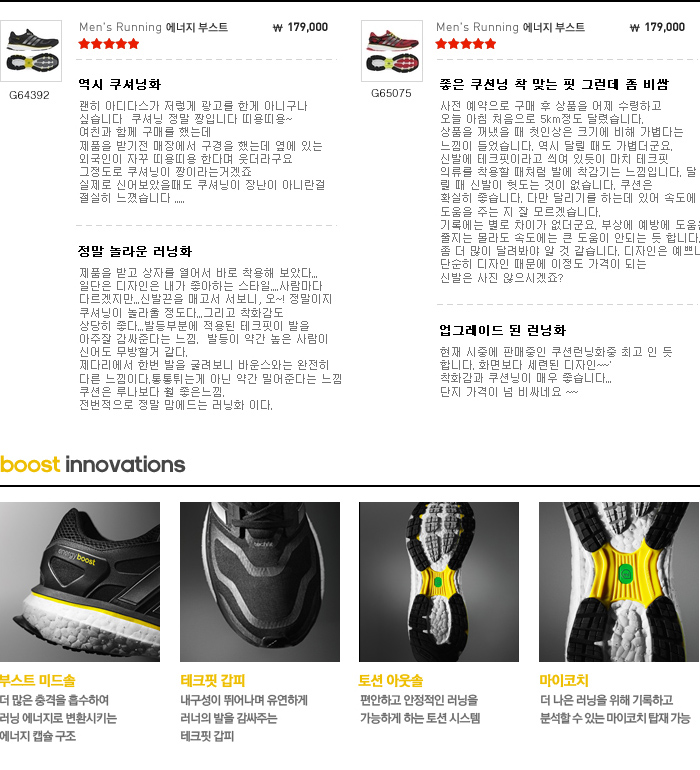 Men's Running 에너지 부스트
₩ 179,000
G64392
역시 쿠셔닝화
괜히 아디다스가 저렇게 광고를 한게 아니구나
싶습니다 쿠셔닝 정말 짱입니다 띠용띠용~
여친과 함께 구매를 했는데
제품을 받기전 매장에서 구경을 했는데 옆에 있는
외국인이 자꾸 띠용띠용 한다며 웃더라구요
그정도로 쿠셔닝이 짱이라는거겠죠
실제로 신어보았을때도 쿠셔닝이 장난이 아니란걸
절실히 느꼈습니다 .....
정말 놀라운 러닝화
제품을 받고 상자를 열어서 바로 착용해 보았다...
일단은 디자인은 내가 좋아하는 스타일....사람마다
다르겠지만...신발끈을 매고서 서보니, 오~! 정말이지
쿠셔닝이 놀라울 정도다...그리고 착화감도
상당히 좋다...발등부분에 적용된 테크핏이 발을
아주잘 감싸준다는 느낌. 발등이 약간 높은 사람이
신어도 무방할거 같다.
제다리에서 한번 발을 굴려보니 바운스와는 완전히
다른 느낌이다.통통튀는게 아닌 약간 밀어준다는 느낌
쿠션은 루나보다 훨 좋은느낌.
전번적으로 정말 맘에드는 러닝화 이다.
Men's Running 에너지 부스트
₩ 179,000
G65075
좋은 쿠션닝 착 맞는 핏 그런데 좀 비쌈
사전 예약으로 구매 후 상품을 어제 수령하고
오늘 아침 처음으로 5km정도 달렸습니다.
상품을 꺼냈을 때 첫인상은 크기에 비해 가볍다는
느낌이 들었습니다. 역시 달릴 때도 가볍더군요.
신발에 테크핏이라고 씌여 있듯이 마치 테크핏
의류를 착용할 때처럼 발에 착감기는 느낌입니다. 달
릴 때 신발이 헛도는 것이 없습니다. 쿠션은
확실히 좋습니다. 다만 달리기를 하는데 있어 속도에
도움을 주는 지 잘 모르겠습니다.
기록에는 별로 차이가 없더군요. 부상에 예방에 도움
줄지는 몰라도 속도에는 큰 도움이 안되는 듯 합니다.
좀 더 많이 달려봐야 알 것 같습니다. 디자인은 예쁘니
단순히 디자인 때문에 이정도 가격이 되는
신발은 사진 않으시겠죠?
업그레이드 된 런닝화
현재 시중에 판매중인 쿠션런닝화중 최고 인 듯
합니다. 화면보다 세련된 디자인~~^
착화감과 쿠션닝이 매우 좋습니다...
단지 가격이 넘 비싸네요 ~~
boost innovations
energy boost
techfit
부스트 미드솔
더 많은 충격을 흡수하여
러닝 에너지로 변환시키는
에너지 캡슐 구조
테크핏 갑피
내구성이 뛰어나며 유연하게
러너의 발을 감싸주는
테크핏 갑피
토션 아웃솔
편안하고 안정적인 러닝을
가능하게 하는 토션 시스템
마이코치
더 나은 러닝을 위해 기록하고
분석할 수 있는 마이코치 탑재 가능